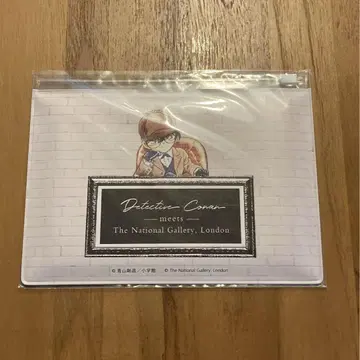 Detective Conan
meets
The National Gallery, London
© 青山剛昌/小学館 © The National Gallery, London